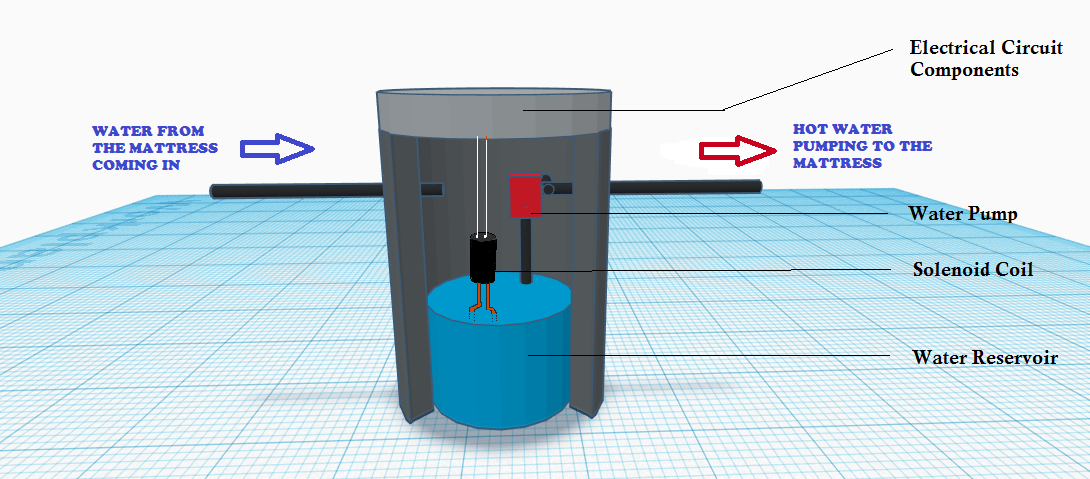 Electrical Circuit
Components
WATER FROM
THE MATTRESS
COMING IN
HOT WATER
PUMPING TO THE
MATTRESS
Water Pump
Solenoid Coil
Water Reservoir